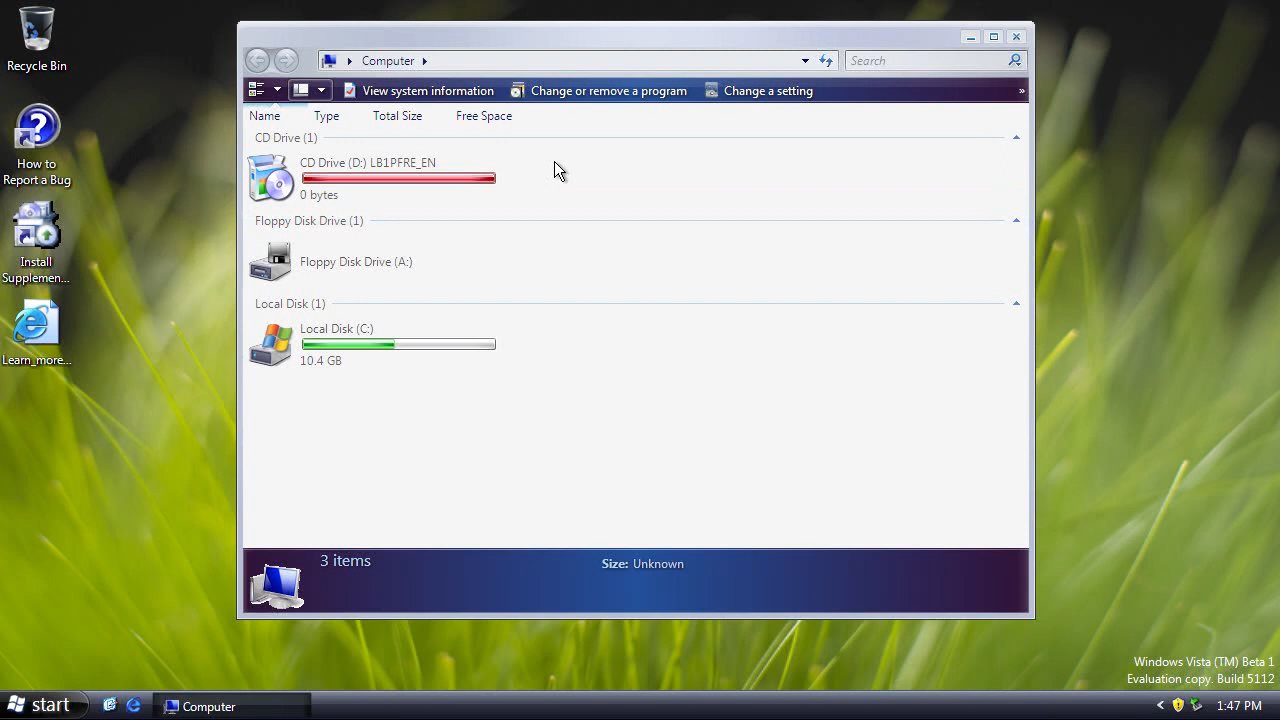 Recycle Bin
How to
Report a Bug
Install
Supplemen...
Learn_more...
Computer
Search
View system information
Change or remove a program
Change a setting
»
Name Type Total Size Free Space
CD Drive (1)
CD Drive (D:) LB1PFRE_EN
0 bytes
Floppy Disk Drive (1)
Floppy Disk Drive (A:)
Local Disk (1)
Local Disk (C:)
10.4 GB
3 items
Size: Unknown
Windows Vista (TM) Beta 1
Evaluation copy. Build 5112
start
Computer
1:47 PM